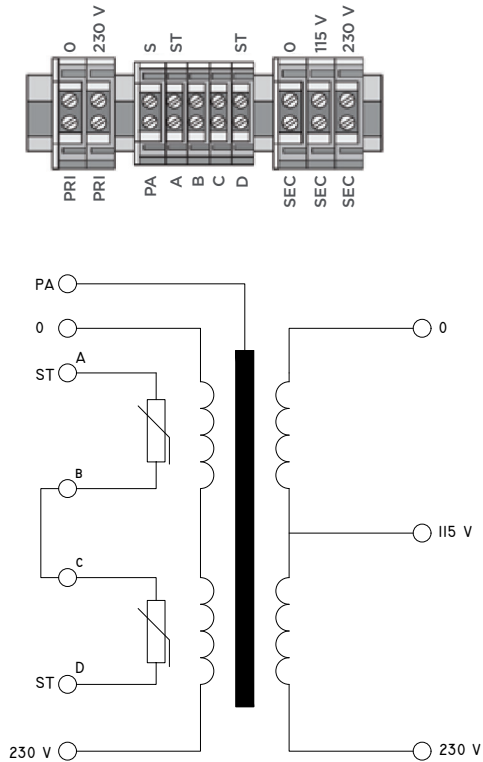 0 230 V S ST ST 0 115 V 230 V
PRI PRI PA A B C D SEC SEC SEC
PA
0 0
A
ST
B
115 V
C
D
ST
230 V 230 V